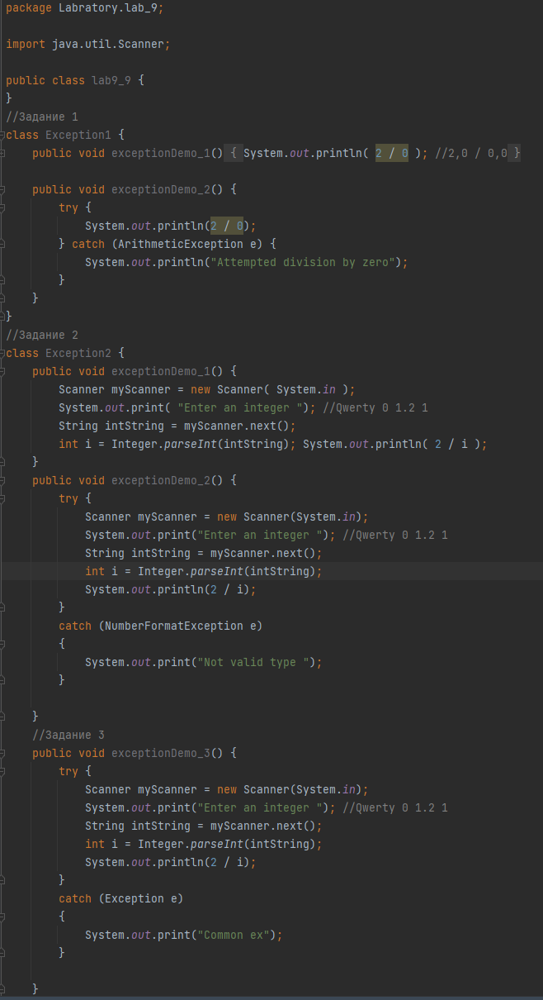 package Labratory.lab_9;
import java.util.Scanner;
public class lab9_9 {
}
//Задание 1
class Exception1 {
    public void exceptionDemo_1() { System.out.println( 2 / 0 ); //2,0 / 0,0 }
    public void exceptionDemo_2() {
        try {
            System.out.println(2 / 0);
        } catch (ArithmeticException e) {
            System.out.println("Attempted division by zero");
        }
    }
}
//Задание 2
class Exception2 {
    public void exceptionDemo_1() {
        Scanner myScanner = new Scanner( System.in );
        System.out.print( "Enter an integer "); //Qwerty 0 1.2 1
        String intString = myScanner.next();
        int i = Integer.parseInt(intString); System.out.println( 2 / i );
    }
    public void exceptionDemo_2() {
        try {
            Scanner myScanner = new Scanner(System.in);
            System.out.print("Enter an integer "); //Qwerty 0 1.2 1
            String intString = myScanner.next();
            int i = Integer.parseInt(intString);
            System.out.println(2 / i);
        }
        catch (NumberFormatException e)
        {
            System.out.print("Not valid type ");
        }
    }
    //Задание 3
    public void exceptionDemo_3() {
        try {
            Scanner myScanner = new Scanner(System.in);
            System.out.print("Enter an integer "); //Qwerty 0 1.2 1
            String intString = myScanner.next();
            int i = Integer.parseInt(intString);
            System.out.println(2 / i);
        }
        catch (Exception e)
        {
            System.out.print("Common ex");
        }
    }